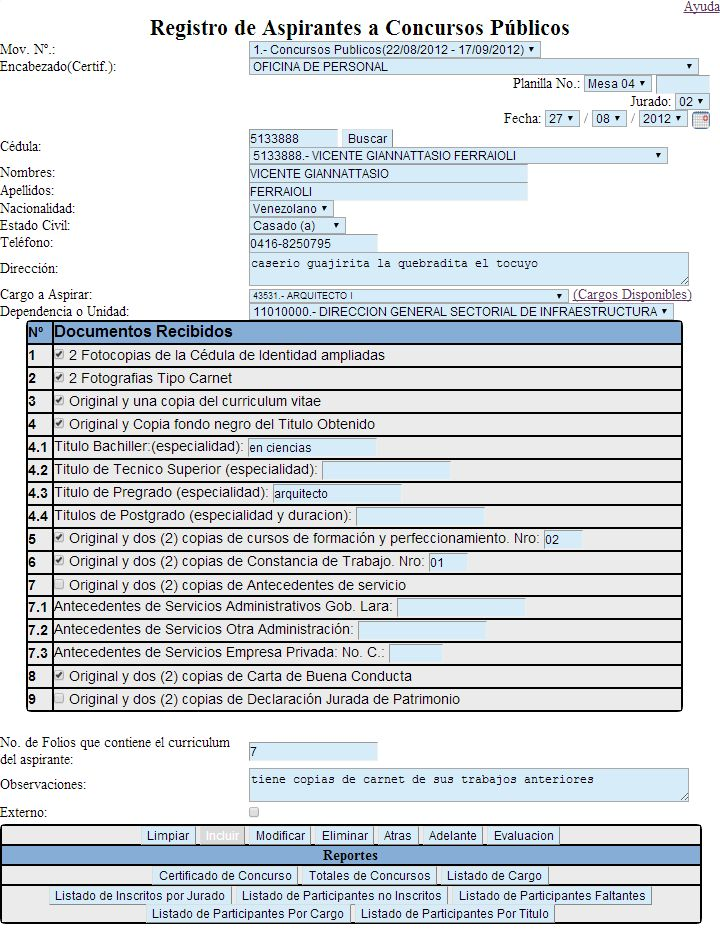 Ayuda
Registro de Aspirantes a Concursos Públicos
Mov. Nº.: 1.- Concursos Publicos(22/08/2012 - 17/09/2012)
Encabezado(Certif.): OFICINA DE PERSONAL
Planilla No.: Mesa 04
Jurado: 02
Fecha: 27 / 08 / 2012
Cédula: 5133888 Buscar
5133888.- VICENTE GIANNATTASIO FERRAIOLI
Nombres: VICENTE GIANNATTASIO
Apellidos: FERRAIOLI
Nacionalidad: Venezolano
Estado Civil: Casado (a)
Teléfono: 0416-8250795
Dirección: caserio guajirita la quebradita el tocuyo
Cargo a Aspirar: 43531.- ARQUITECTO I (Cargos Disponibles)
Dependencia o Unidad: 11010000.- DIRECCION GENERAL SECTORIAL DE INFRAESTRUCTURA
Nº Documentos Recibidos
1 2 Fotocopias de la Cédula de Identidad ampliadas
2 2 Fotografias Tipo Carnet
3 Original y una copia del curriculum vitae
4 Original y Copia fondo negro del Titulo Obtenido
4.1 Titulo Bachiller:(especialidad): en ciencias
4.2 Titulo de Tecnico Superior (especialidad):
4.3 Titulo de Pregrado (especialidad): arquitecto
4.4 Titulos de Postgrado (especialidad y duracion):
5 Original y dos (2) copias de cursos de formación y perfeccionamiento. Nro: 02
6 Original y dos (2) copias de Constancia de Trabajo. Nro: 01
7 Original y dos (2) copias de Antecedentes de servicio
7.1 Antecedentes de Servicios Administrativos Gob. Lara:
7.2 Antecedentes de Servicios Otra Administración:
7.3 Antecedentes de Servicios Empresa Privada: No. C.:
8 Original y dos (2) copias de Carta de Buena Conducta
9 Original y dos (2) copias de Declaración Jurada de Patrimonio
No. de Folios que contiene el curriculum
del aspirante: 7
Observaciones: tiene copias de carnet de sus trabajos anteriores
Externo:
Limpiar Incluir Modificar Eliminar Atras Adelante Evaluacion
Reportes
Certificado de Concurso Totales de Concursos Listado de Cargo
Listado de Inscritos por Jurado Listado de Participantes no Inscritos Listado de Participantes Faltantes
Listado de Participantes Por Cargo Listado de Participantes Por Titulo